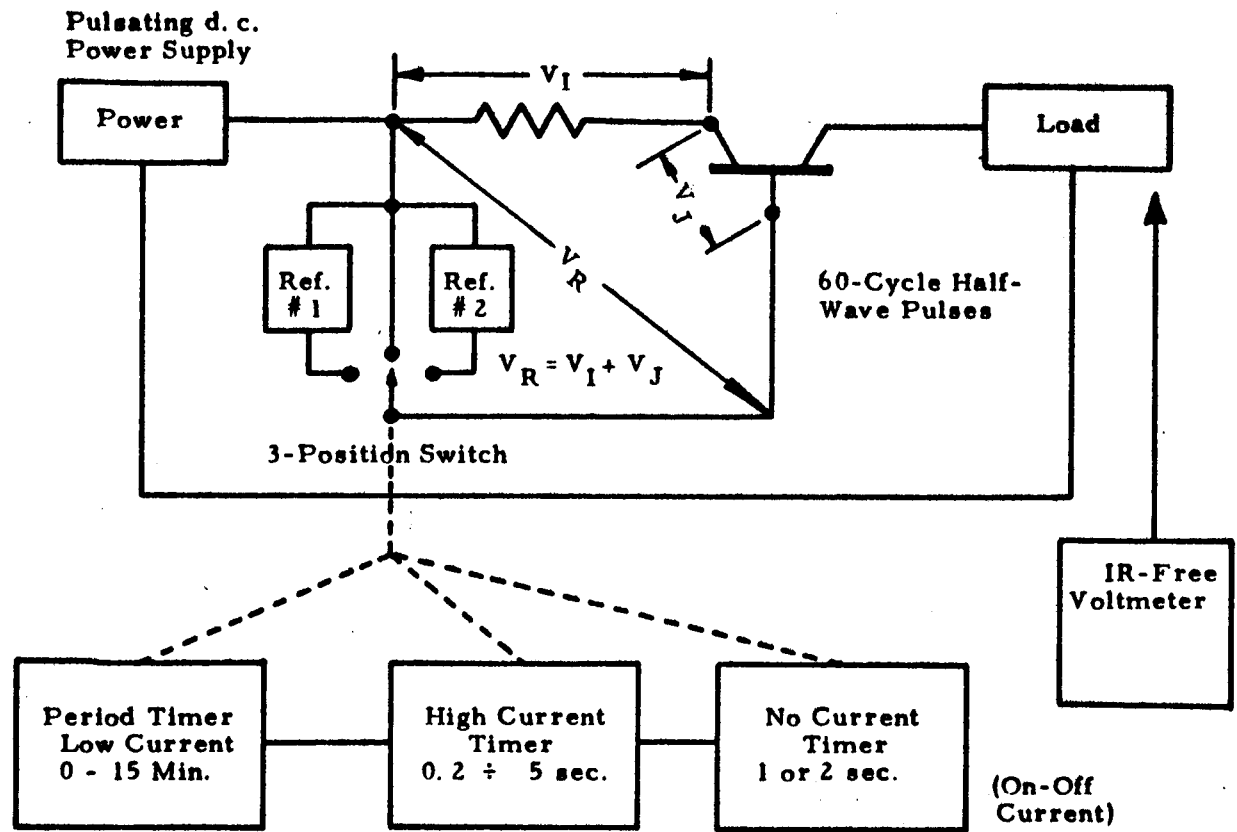 Pulsating d. c.
Power Supply
Power
V_I
Load
V_J
Ref.
# 1
Ref.
# 2
V_R
60-Cycle Half-
Wave Pulses
V_R = V_I + V_J
3-Position Switch
IR-Free
Voltmeter
Period Timer
Low Current
0 - 15 Min.
High Current
Timer
0. 2 ÷ 5 sec.
No Current
Timer
1 or 2 sec.
(On-Off
Current)